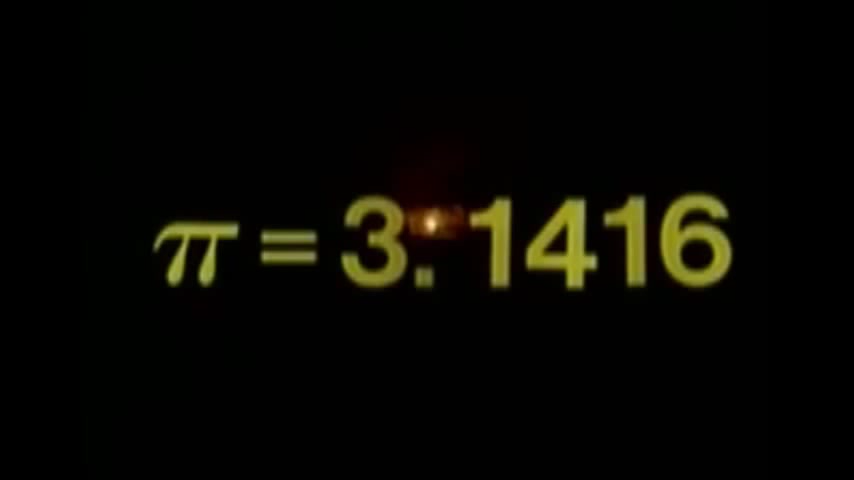 π = 3.1416